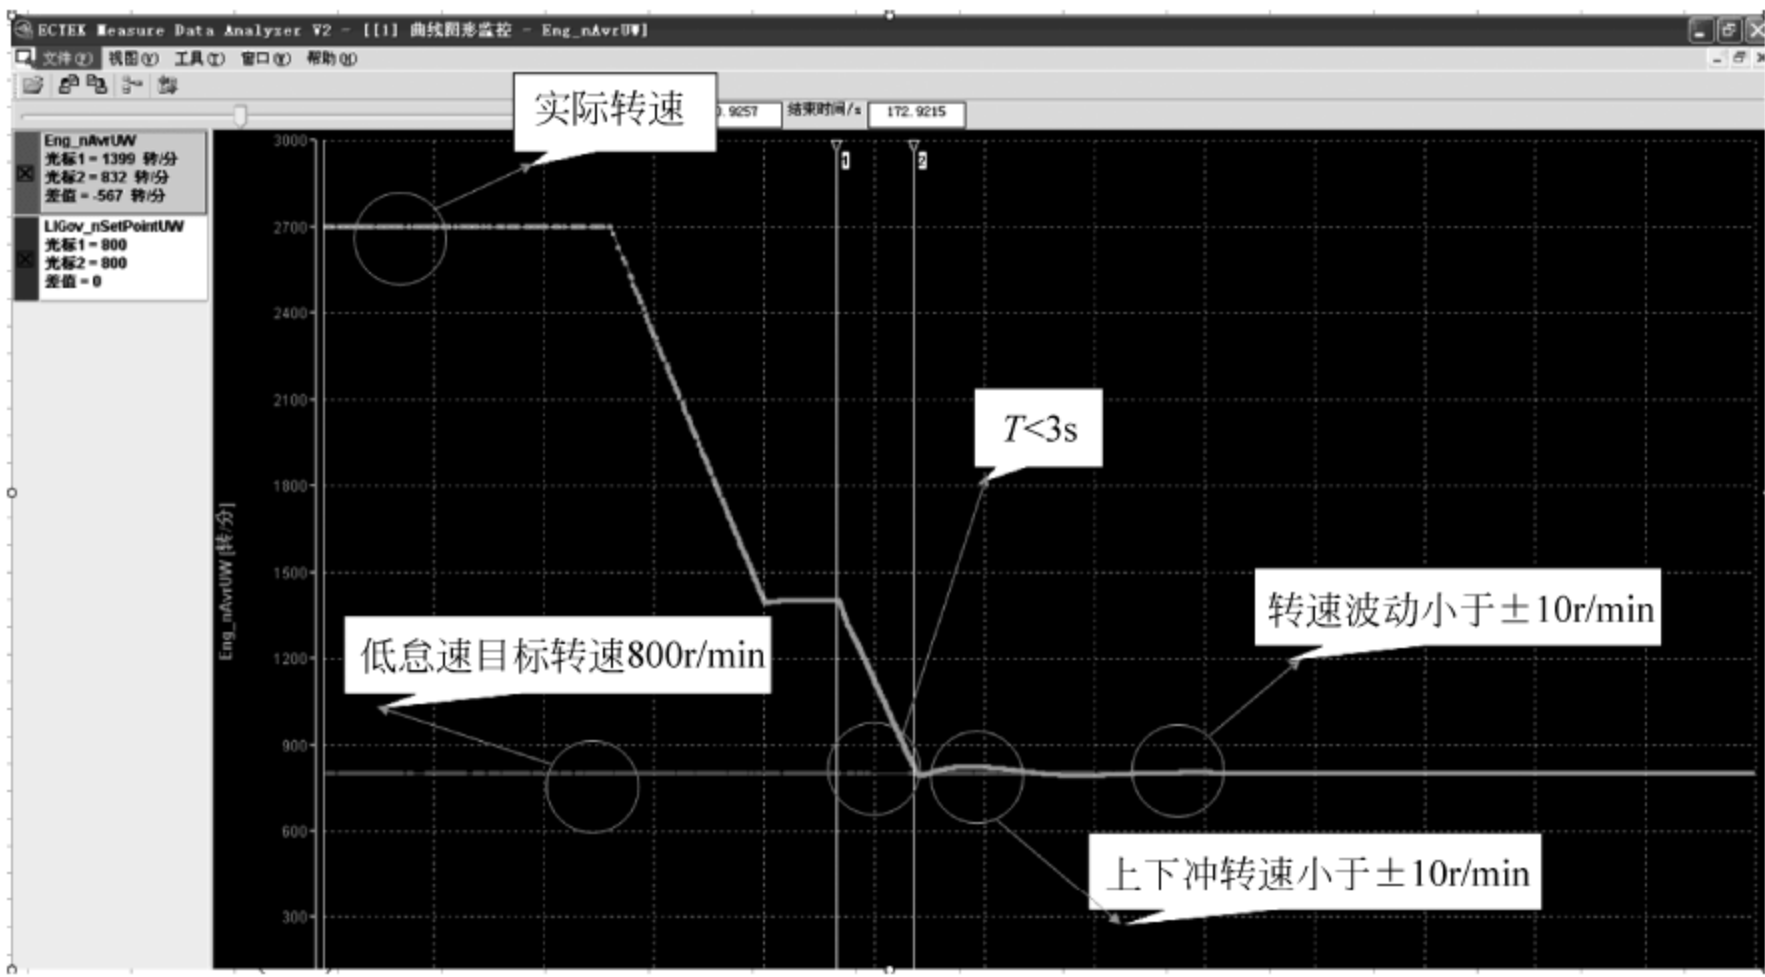 ECTEK Measure Data Analyzer V2 - [[1] 曲线图形监控 - Eng_nAvrUW]
文件(F) 视图(V) 工具(T) 窗口(W) 帮助(H)
实际转速
.9257 结束时间/s 172.9215
Eng_nAvrUW
光标1 = 1399 转/分
光标2 = 832 转/分
差值 = -567 转/分
LIGov_nSetPointUW
光标1 = 800
光标2 = 800
差值 = 0
1
2
3000
2700
2400
2100
1800
1500
1200
900
600
300
Eng_nAvrUW [转/分]
T<3s
转速波动小于±10r/min
低怠速目标转速800r/min
上下冲转速小于±10r/min